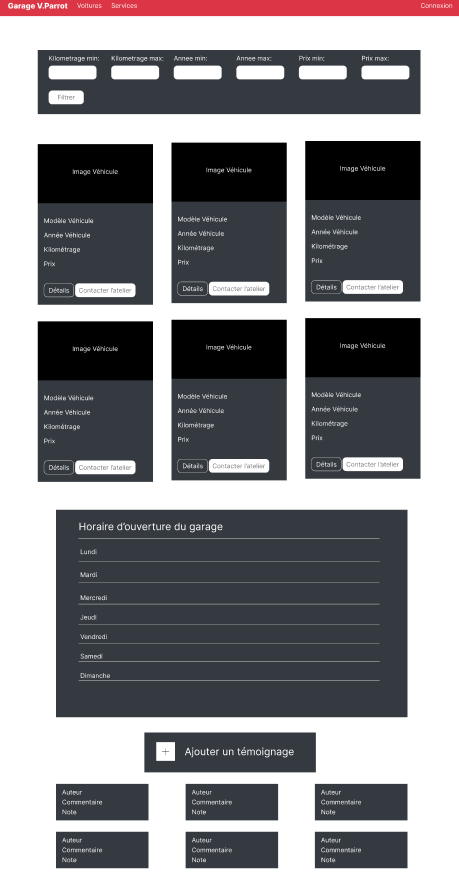 Garage V.Parrot Voitures Services Connexion
Kilometrage min: Kilometrage max: Annee min: Annee max: Prix min: Prix max:
Filtrer
Image Véhicule Image Véhicule Image Véhicule
Modèle Véhicule Modèle Véhicule Modèle Véhicule
Année Véhicule Année Véhicule Année Véhicule
Kilométrage Kilométrage Kilométrage
Prix Prix Prix
Détails Contacter l'atelier Détails Contacter l'atelier Détails Contacter l'atelier
Image Véhicule Image Véhicule Image Véhicule
Modèle Véhicule Modèle Véhicule Modèle Véhicule
Année Véhicule Année Véhicule Année Véhicule
Kilométrage Kilométrage Kilométrage
Prix Prix Prix
Détails Contacter l'atelier Détails Contacter l'atelier Détails Contacter l'atelier
Horaire d'ouverture du garage
Lundi
Mardi
Mercredi
Jeudi
Vendredi
Samedi
Dimanche
+ Ajouter un témoignage
Auteur Auteur Auteur
Commentaire Commentaire Commentaire
Note Note Note
Auteur Auteur Auteur
Commentaire Commentaire Commentaire
Note Note Note